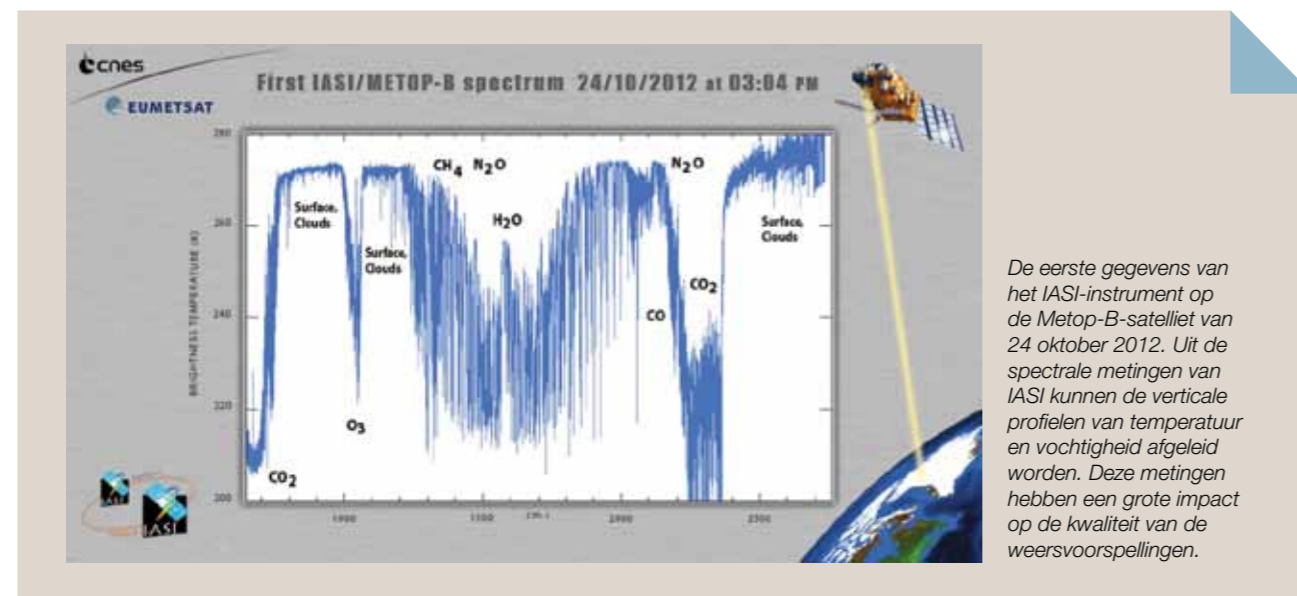 cnes
EUMETSAT
First IASI/METOP-B spectrum 24/10/2012 at 03:04 PM
280
260
240
220
200
BRIGHTNESS TEMPERATURE (K)
CH4 N2O
N2O
Surface,
Clouds
H2O
Surface,
Clouds
Surface,
Clouds
CO2
CO
O3
CO2
1000
1500
2000
2500
IASI
De eerste gegevens van
het IASI-instrument op
de Metop-B-satelliet van
24 oktober 2012. Uit de
spectrale metingen van
IASI kunnen de verticale
profielen van temperatuur
en vochtigheid afgeleid
worden. Deze metingen
hebben een grote impact
op de kwaliteit van de
weersvoorspellingen.